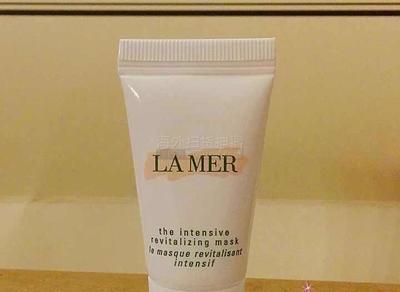 LA MER
the intensive
revitalizing mask
le masque revitalisant
intensif